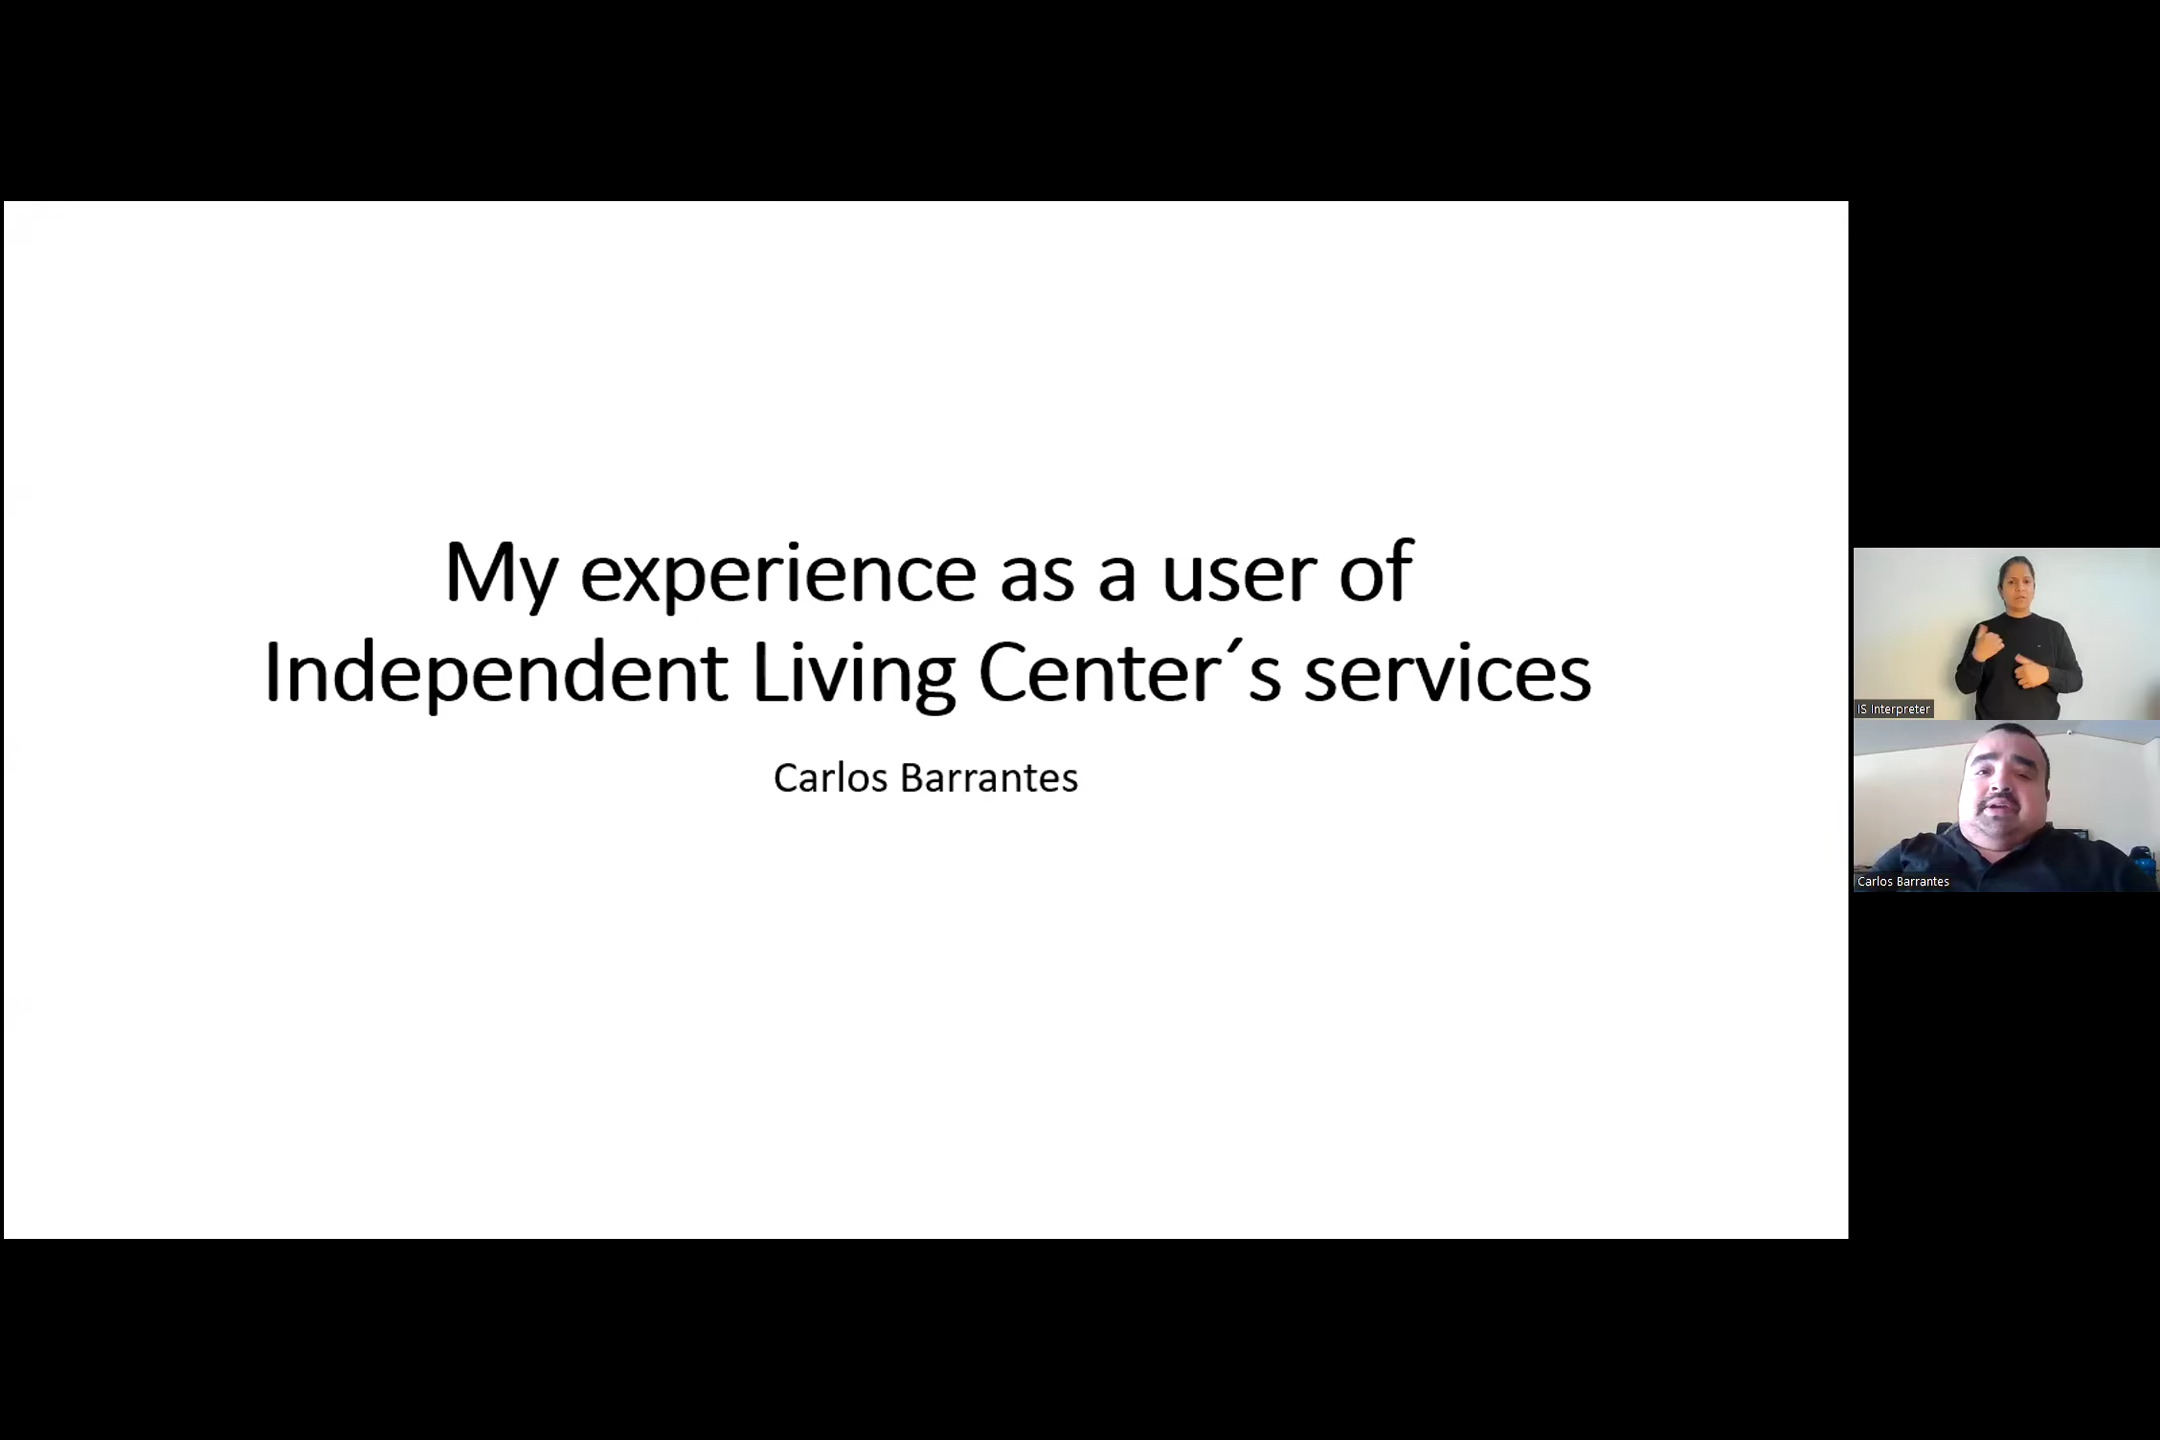 My experience as a user of
Independent Living Center´s services
Carlos Barrantes
IS Interpreter
Carlos Barrantes